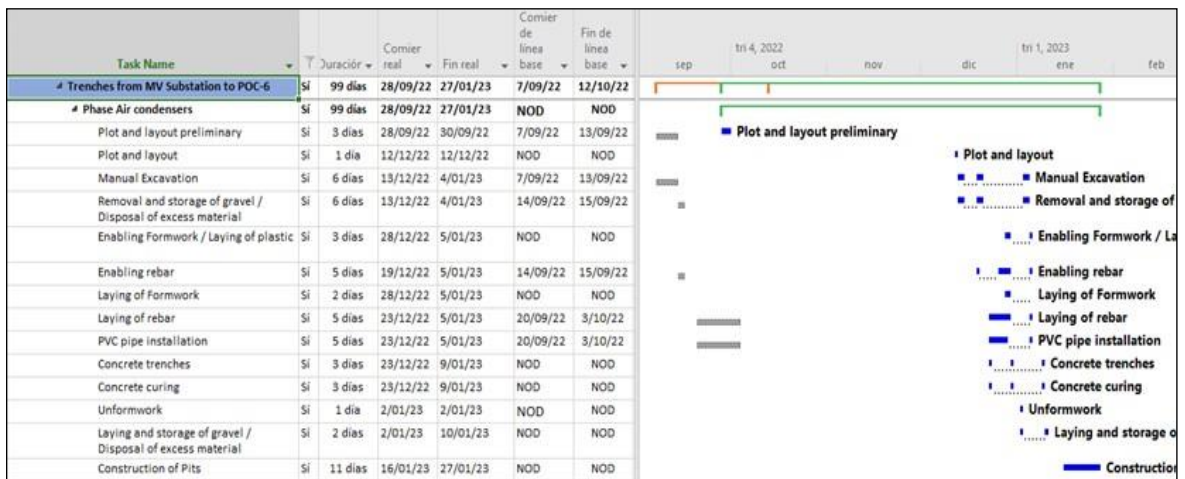 Task Name Duración Comier real Fin real Comier de línea base Fin de línea base
tri 4, 2022 tri 1, 2023
sep oct nov dic ene feb
Trenches from MV Substation to POC-6 Sí 99 días 28/09/22 27/01/23 7/09/22 12/10/22
Phase Air condensers Sí 99 días 28/09/22 27/01/23 NOD NOD
Plot and layout preliminary Sí 3 días 28/09/22 30/09/22 7/09/22 13/09/22 Plot and layout preliminary
Plot and layout Sí 1 día 12/12/22 12/12/22 NOD NOD Plot and layout
Manual Excavation Sí 6 días 13/12/22 4/01/23 7/09/22 13/09/22 Manual Excavation
Removal and storage of gravel / Sí 6 días 13/12/22 4/01/23 14/09/22 15/09/22 Removal and storage of
Disposal of excess material
Enabling Formwork / Laying of plastic Sí 3 días 28/12/22 5/01/23 NOD NOD Enabling Formwork / La
Enabling rebar Sí 5 días 19/12/22 5/01/23 14/09/22 15/09/22 Enabling rebar
Laying of Formwork Sí 2 días 28/12/22 5/01/23 NOD NOD Laying of Formwork
Laying of rebar Sí 5 días 23/12/22 5/01/23 20/09/22 3/10/22 Laying of rebar
PVC pipe installation Sí 5 días 23/12/22 5/01/23 20/09/22 3/10/22 PVC pipe installation
Concrete trenches Sí 3 días 23/12/22 9/01/23 NOD NOD Concrete trenches
Concrete curing Sí 3 días 23/12/22 9/01/23 NOD NOD Concrete curing
Unformwork Sí 1 día 2/01/23 2/01/23 NOD NOD Unformwork
Laying and storage of gravel / Sí 2 días 2/01/23 10/01/23 NOD NOD Laying and storage o
Disposal of excess material
Construction of Pits Sí 11 días 16/01/23 27/01/23 NOD NOD Construction